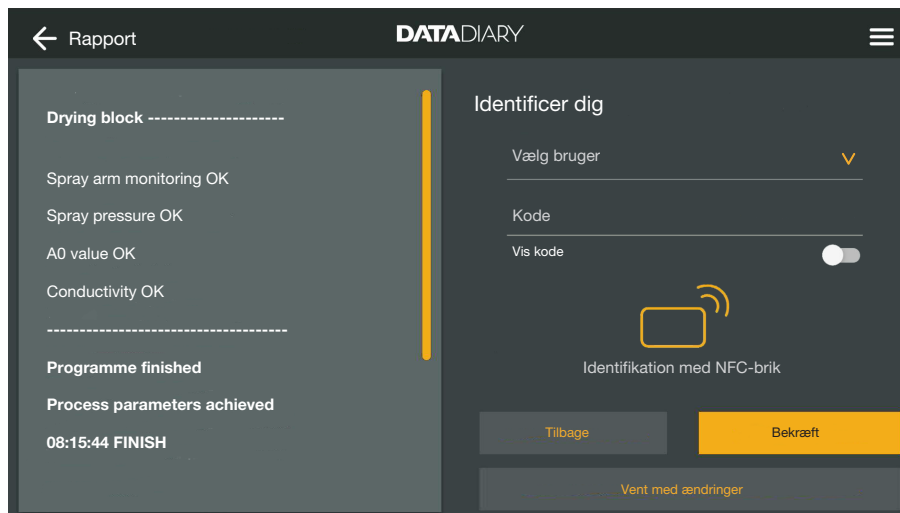 Rapport
DATADIARY
Drying block ---------------------
Spray arm monitoring OK
Spray pressure OK
A0 value OK
Conductivity OK
-------------------------------------
Programme finished
Process parameters achieved
08:15:44 FINISH
Identificer dig
Vælg bruger
Kode
Vis kode
Identifikation med NFC-brik
Tilbage
Bekræft
Vent med ændringer